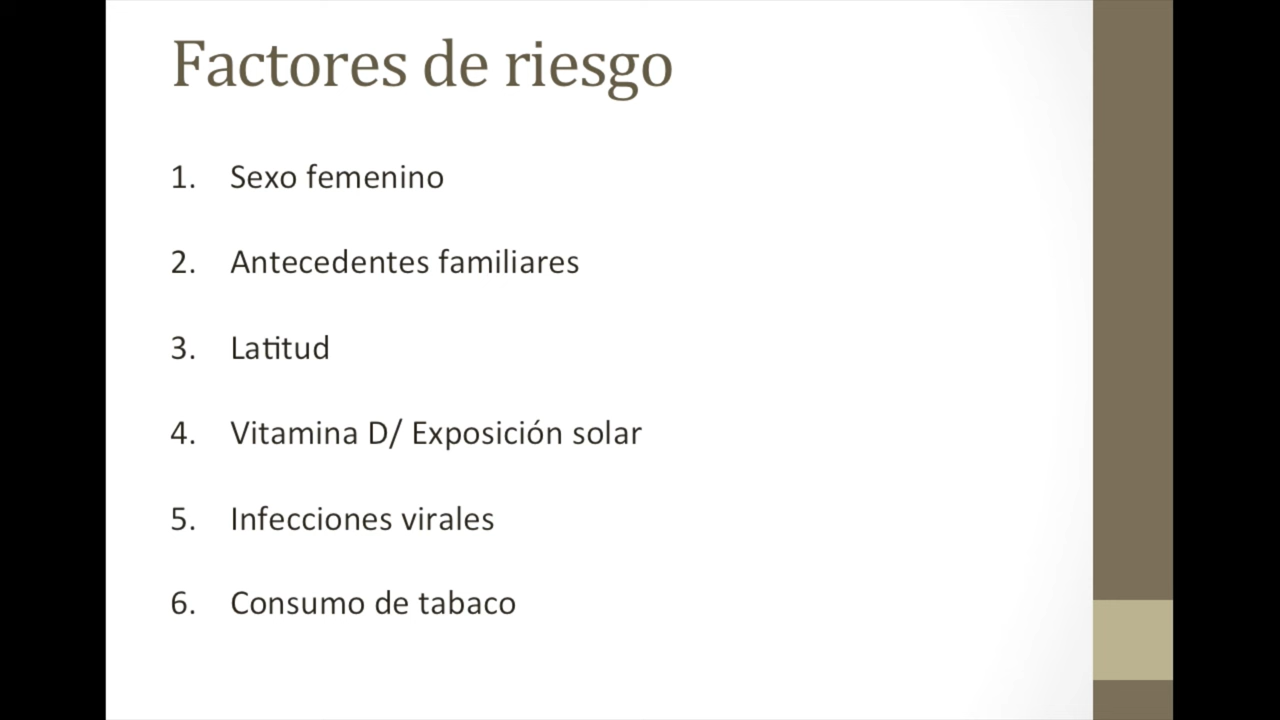 Factores de riesgo
1. Sexo femenino
2. Antecedentes familiares
3. Latitud
4. Vitamina D/ Exposición solar
5. Infecciones virales
6. Consumo de tabaco